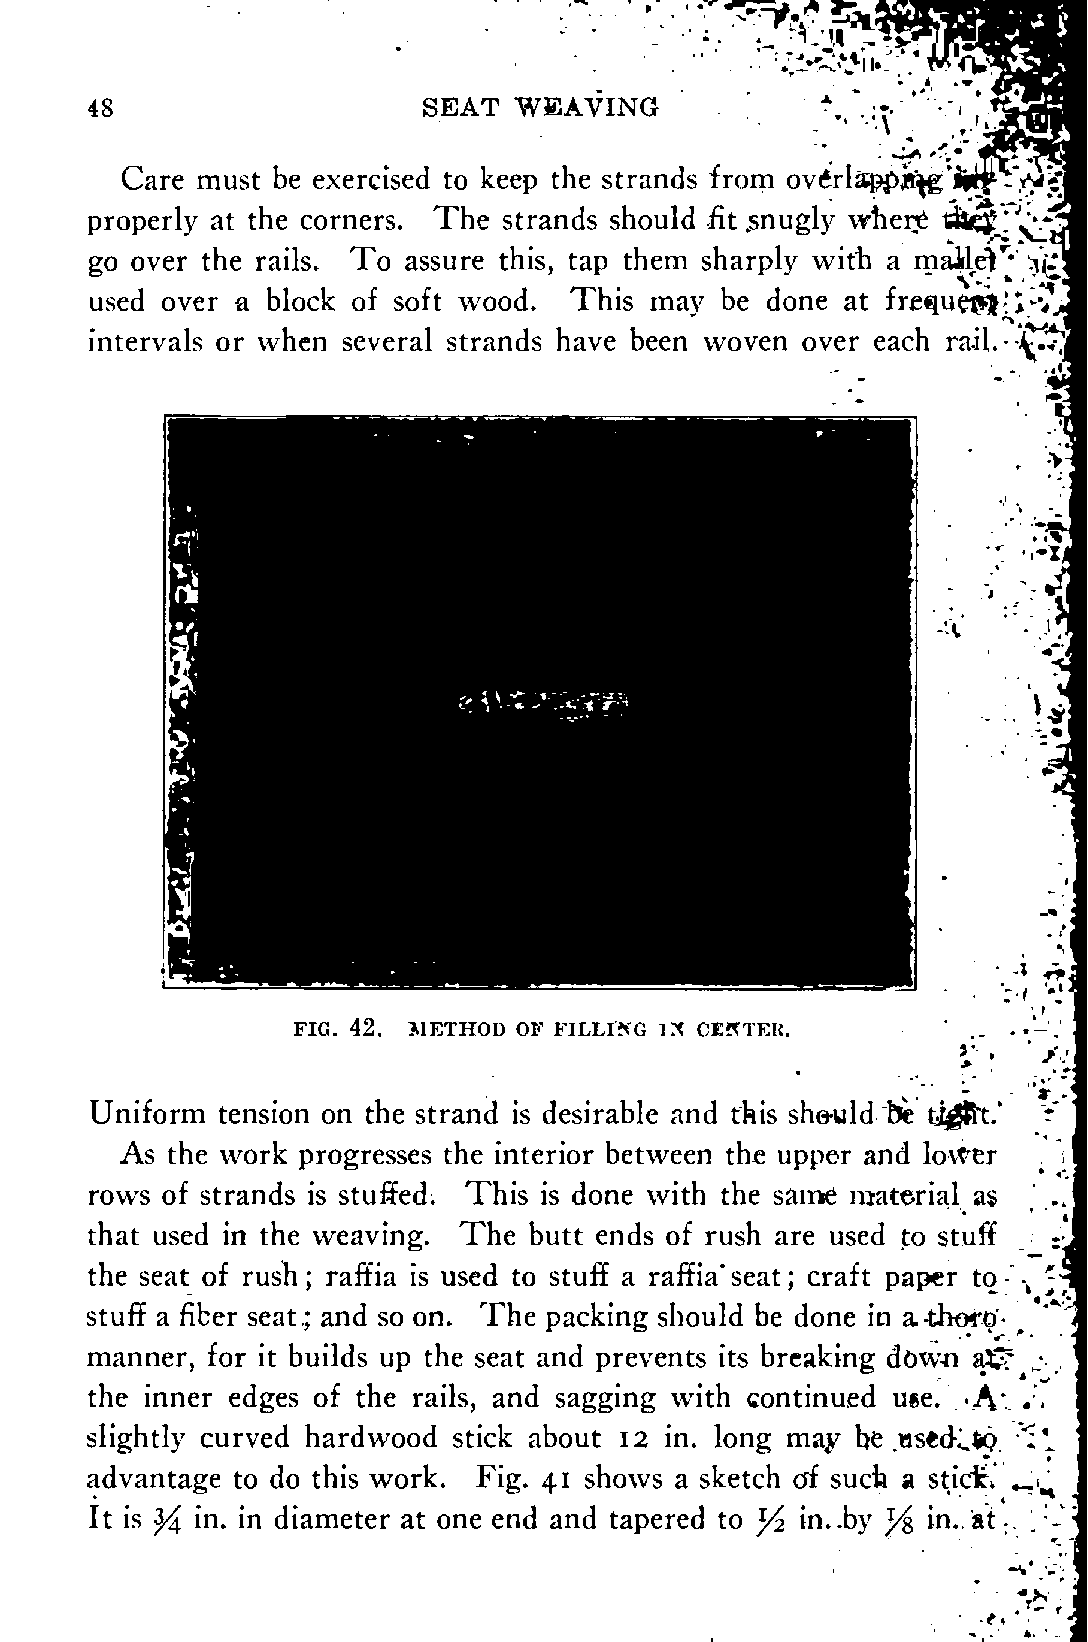 48 SEAT WEAVING
Care must be exercised to keep the strands from overlapping
properly at the corners. The strands should fit snugly where they
go over the rails. To assure this, tap them sharply with a mallet
used over a block of soft wood. This may be done at frequent
intervals or when several strands have been woven over each rail.
FIG. 42. METHOD OF FILLING IN CENTER.
Uniform tension on the strand is desirable and this should be tight.
As the work progresses the interior between the upper and lower
rows of strands is stuffed. This is done with the same material as
that used in the weaving. The butt ends of rush are used to stuff
the seat of rush; raffia is used to stuff a raffia seat; craft paper to
stuff a fiber seat; and so on. The packing should be done in a thoro
manner, for it builds up the seat and prevents its breaking down at
the inner edges of the rails, and sagging with continued use. A
slightly curved hardwood stick about 12 in. long may be used to
advantage to do this work. Fig. 41 shows a sketch of such a stick.
It is ¾ in. in diameter at one end and tapered to ½ in. by ⅛ in. at